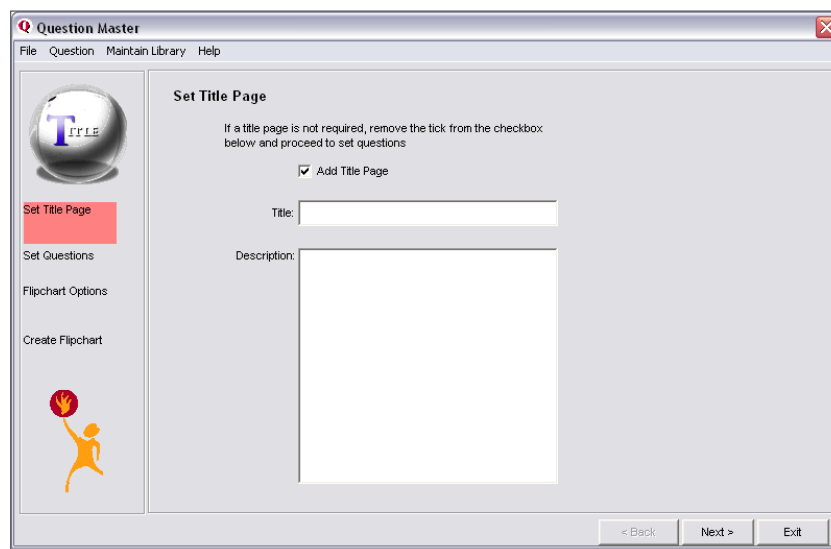 Question Master
File Question Maintain Library Help
TITLE
Set Title Page
If a title page is not required, remove the tick from the checkbox
below and proceed to set questions
Add Title Page
Set Title Page
Title:
Set Questions
Description:
Flipchart Options
Create Flipchart
< Back Next > Exit